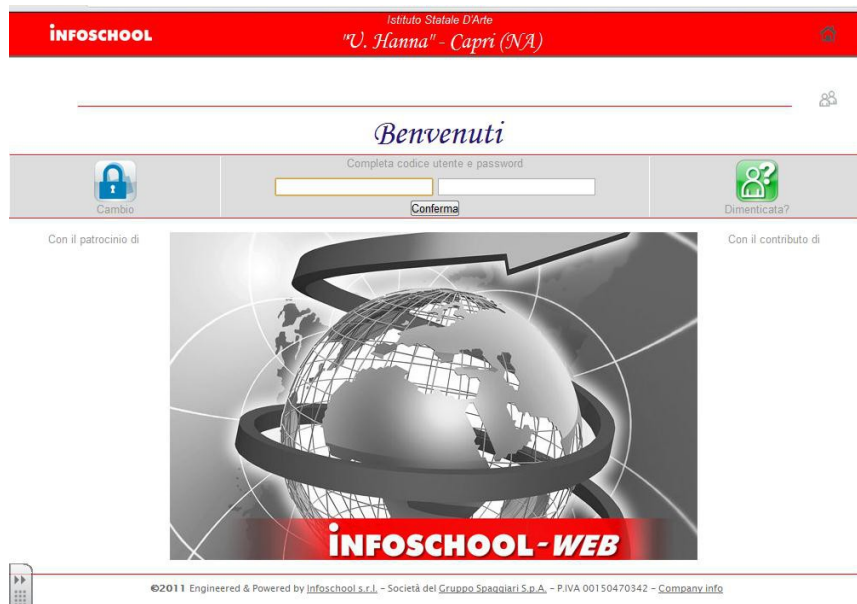 Istituto Statale D'Arte
iNFOSCHOOL
"U. Hanna" - Capri (NA)
Benvenuti
Completa codice utente e password
Cambio
Conferma
Dimenticata?
Con il patrocinio di
Con il contributo di
iNFOSCHOOL-WEB
©2011 Engineered & Powered by Infoschool s.r.l. – Società del Gruppo Spaggiari S.p.A. – P.IVA 00150470342 – Company info